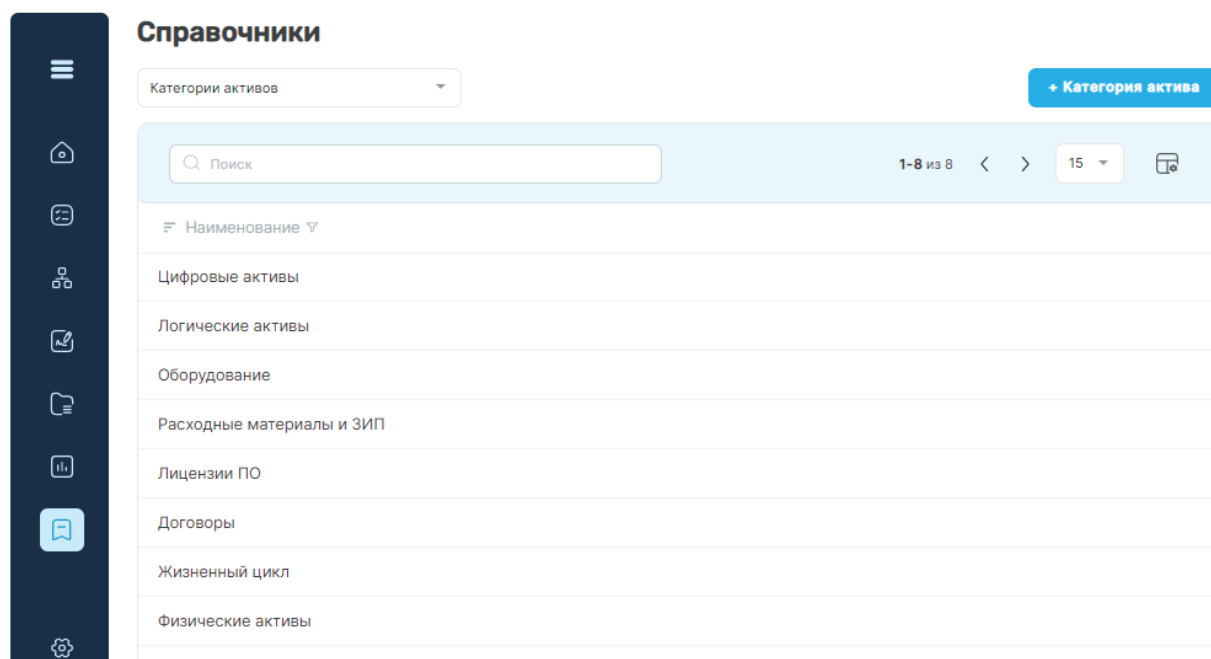 Справочники
Категории активов
+ Категория актива
Поиск
1-8 из 8
15
Наименование
Цифровые активы
Логические активы
Оборудование
Расходные материалы и ЗИП
Лицензии ПО
Договоры
Жизненный цикл
Физические активы